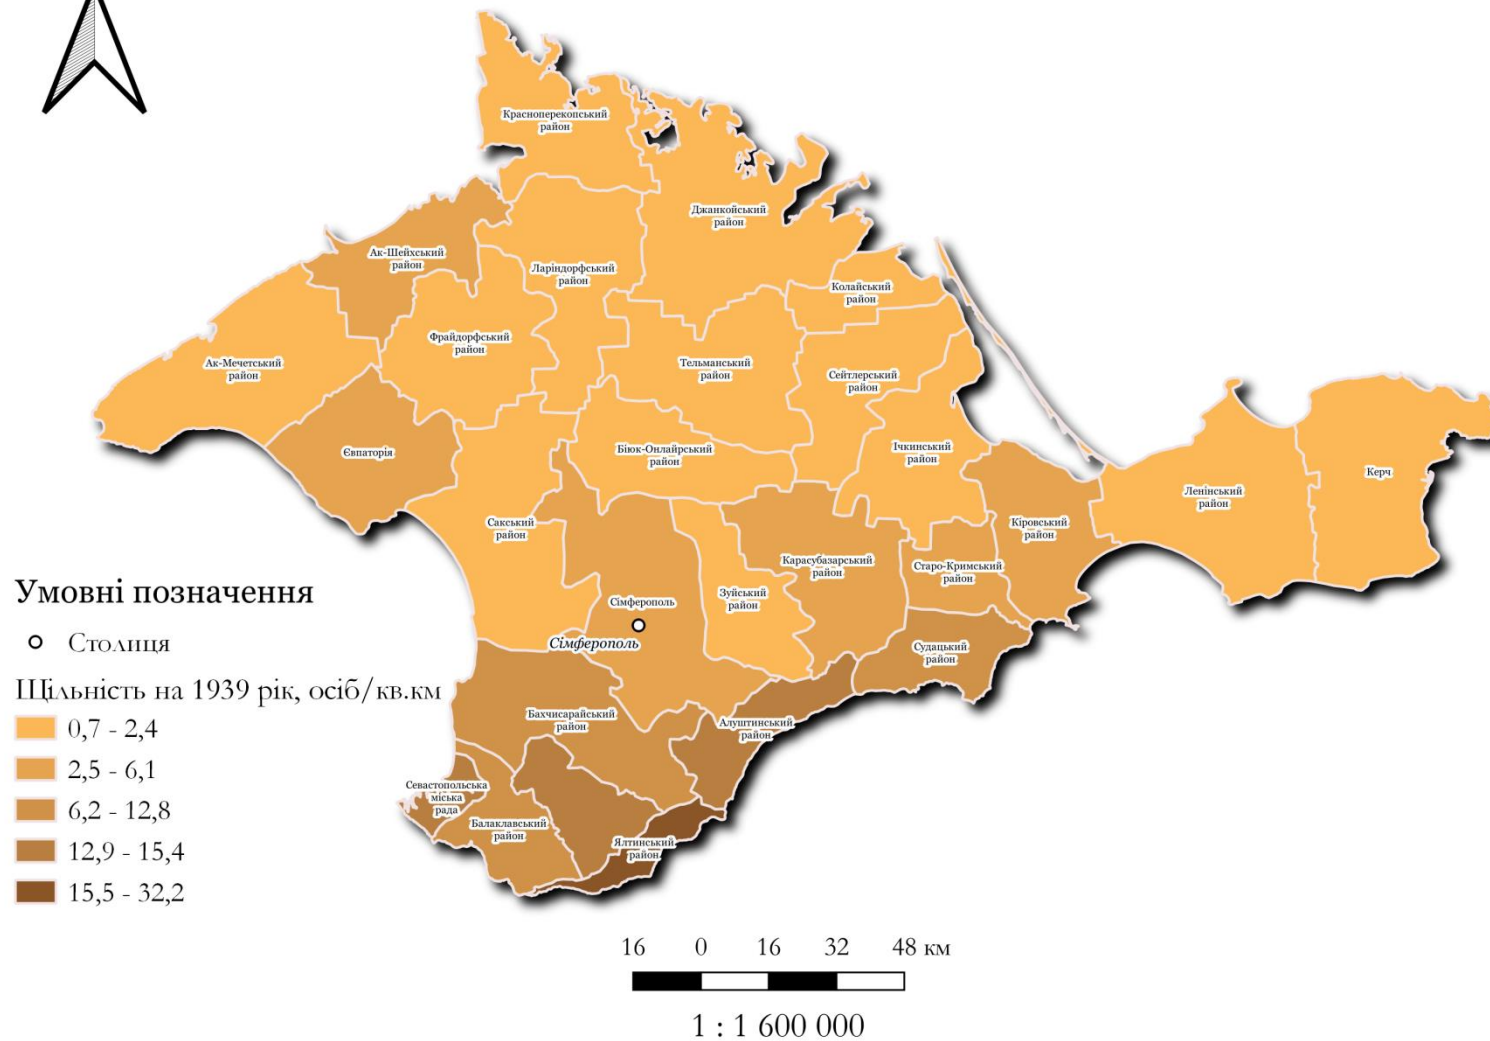 Красноперекопський
район
Джанкойський
район
Ак-Шейхський
район
Ларіндорфський
район
Колайський
район
Фрайдорфський
район
Ак-Мечетський
район
Тельманський
район
Сейтлерський
район
Євпаторія
Біюк-Онлайрський
район
Ічкинський
район
Керч
Ленінський
район
Сакський
район
Кіровський
район
Карасубазарський
район
Старо-Кримський
район
Зуйський
район
Сімферополь
Сімферополь
Судацький
район
Бахчисарайський
район
Алуштинський
район
Севастопольська
міська
рада
Балаклавський
район
Ялтинський
район
Умовні позначення
Столиця
Щільність на 1939 рік, осіб/кв.км
0,7 - 2,4
2,5 - 6,1
6,2 - 12,8
12,9 - 15,4
15,5 - 32,2
16 0 16 32 48 км
1 : 1 600 000